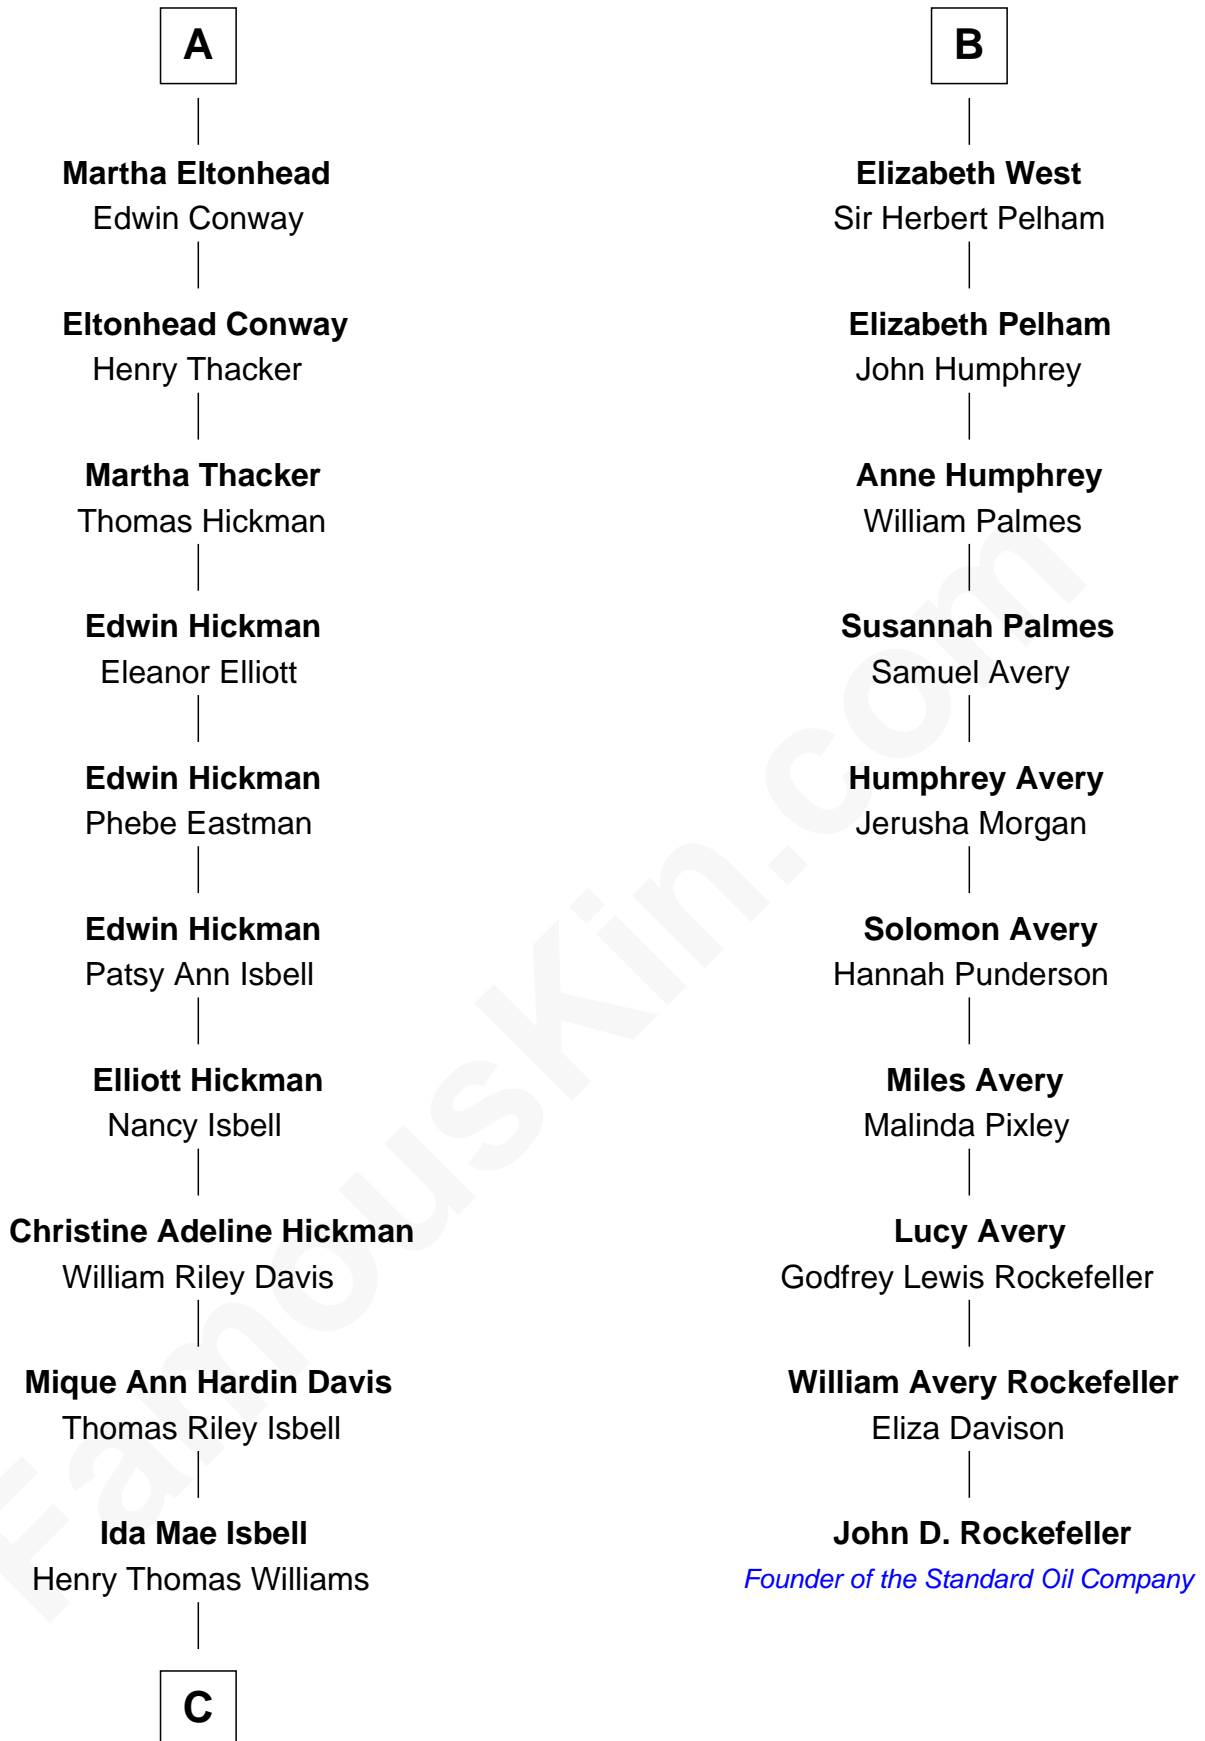 A
Martha Eltonhead
Edwin Conway
Eltonhead Conway
Henry Thacker
Martha Thacker
Thomas Hickman
Edwin Hickman
Eleanor Elliott
Edwin Hickman
Phebe Eastman
Edwin Hickman
Patsy Ann Isbell
Elliott Hickman
Nancy Isbell
Christine Adeline Hickman
William Riley Davis
Mique Ann Hardin Davis
Thomas Riley Isbell
Ida Mae Isbell
Henry Thomas Williams
C
B
Elizabeth West
Sir Herbert Pelham
Elizabeth Pelham
John Humphrey
Anne Humphrey
William Palmes
Susannah Palmes
Samuel Avery
Humphrey Avery
Jerusha Morgan
Solomon Avery
Hannah Punderson
Miles Avery
Malinda Pixley
Lucy Avery
Godfrey Lewis Rockefeller
William Avery Rockefeller
Eliza Davison
John D. Rockefeller
Founder of the Standard Oil Company
FamousKin.com